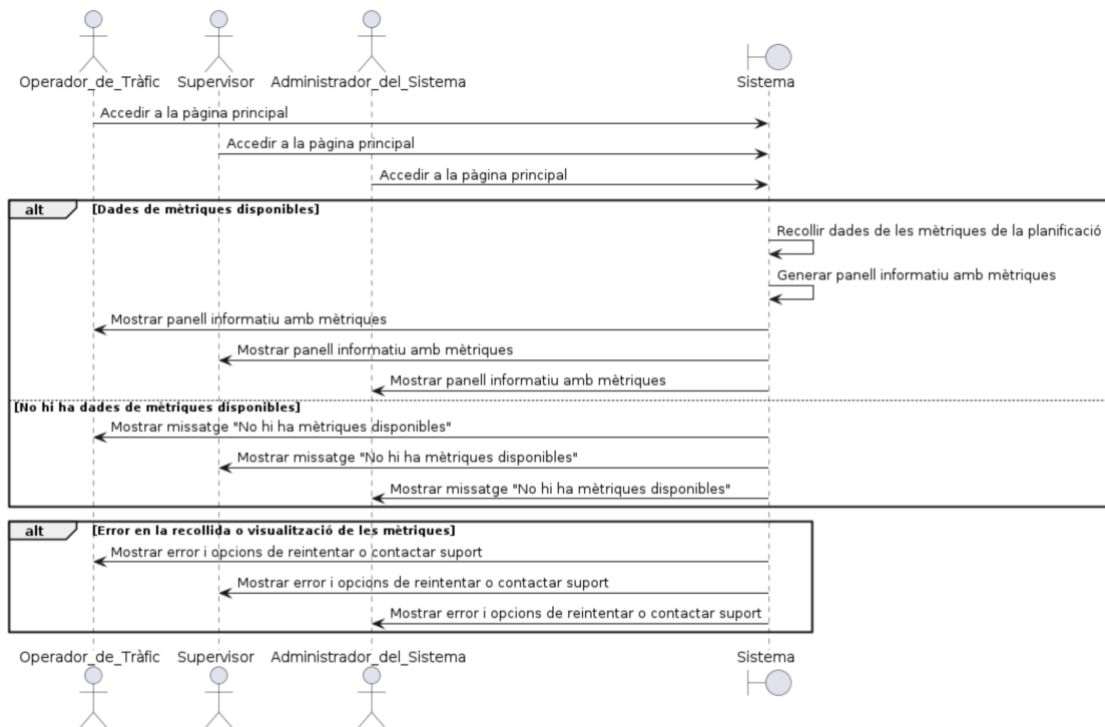 Operador_de_Tràfic Supervisor Administrador_del_Sistema Sistema
Accedir a la pàgina principal
Accedir a la pàgina principal
Accedir a la pàgina principal
alt [Dades de mètriques disponibles]
Recollir dades de les mètriques de la planificació
Generar panell informatiu amb mètriques
Mostrar panell informatiu amb mètriques
Mostrar panell informatiu amb mètriques
Mostrar panell informatiu amb mètriques
[No hi ha dades de mètriques disponibles]
Mostrar missatge "No hi ha mètriques disponibles"
Mostrar missatge "No hi ha mètriques disponibles"
Mostrar missatge "No hi ha mètriques disponibles"
alt [Error en la recollida o visualització de les mètriques]
Mostrar error i opcions de reintentar o contactar suport
Mostrar error i opcions de reintentar o contactar suport
Mostrar error i opcions de reintentar o contactar suport
Operador_de_Tràfic Supervisor Administrador_del_Sistema Sistema